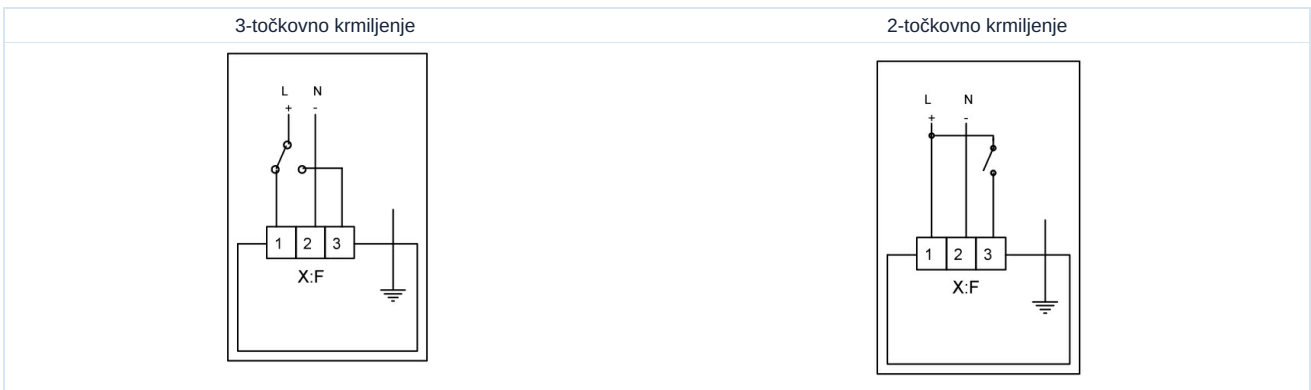 3-točkovno krmiljenje
2-točkovno krmiljenje
L N
+ -
1 2 3
X:F
L N
+ -
1 2 3
X:F